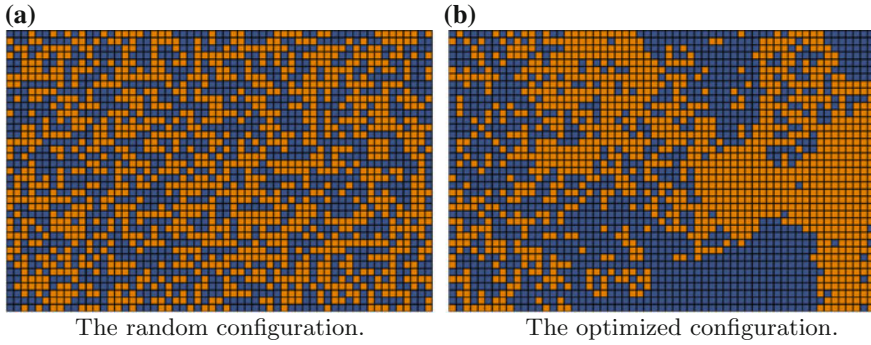 (a)
(b)
The random configuration.
The optimized configuration.